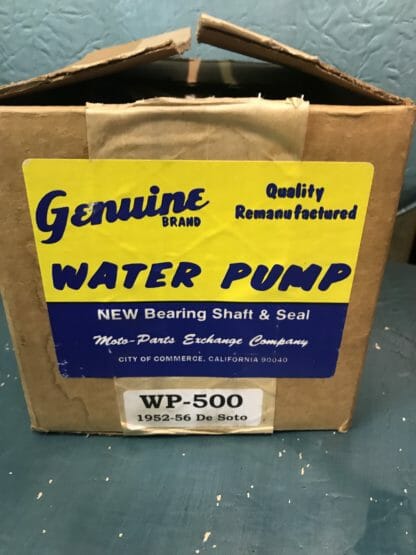 Genuine
BRAND
Quality
Remanufactured
WATER PUMP
NEW Bearing Shaft & Seal
Moto-Parts Exchange Company
CITY OF COMMERCE, CALIFORNIA 90040
WP-500
1952-56 De Soto